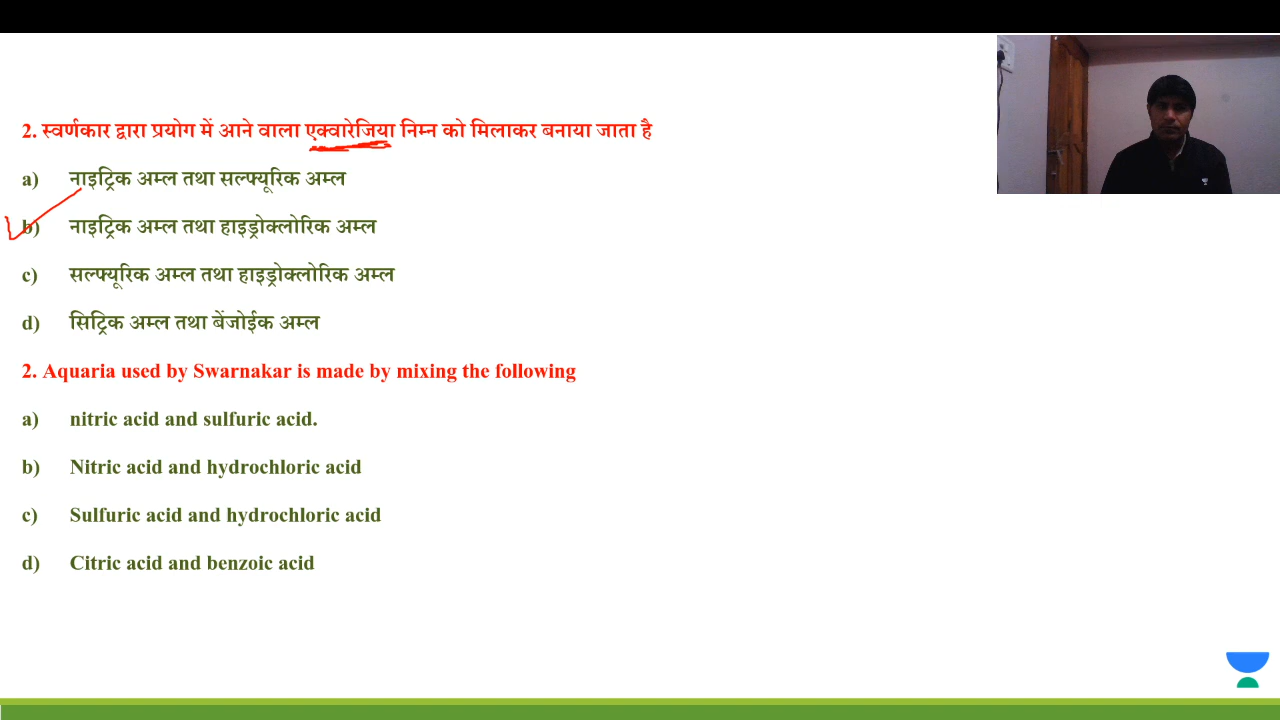 2. स्वर्णकार द्वारा प्रयोग में आने वाला एक्वारेजिया निम्न को मिलाकर बनाया जाता है
a) नाइट्रिक अम्ल तथा सल्फ्यूरिक अम्ल
b) नाइट्रिक अम्ल तथा हाइड्रोक्लोरिक अम्ल
c) सल्फ्यूरिक अम्ल तथा हाइड्रोक्लोरिक अम्ल
d) सिट्रिक अम्ल तथा बेंजोईक अम्ल
2. Aquaria used by Swarnakar is made by mixing the following
a) nitric acid and sulfuric acid.
b) Nitric acid and hydrochloric acid
c) Sulfuric acid and hydrochloric acid
d) Citric acid and benzoic acid